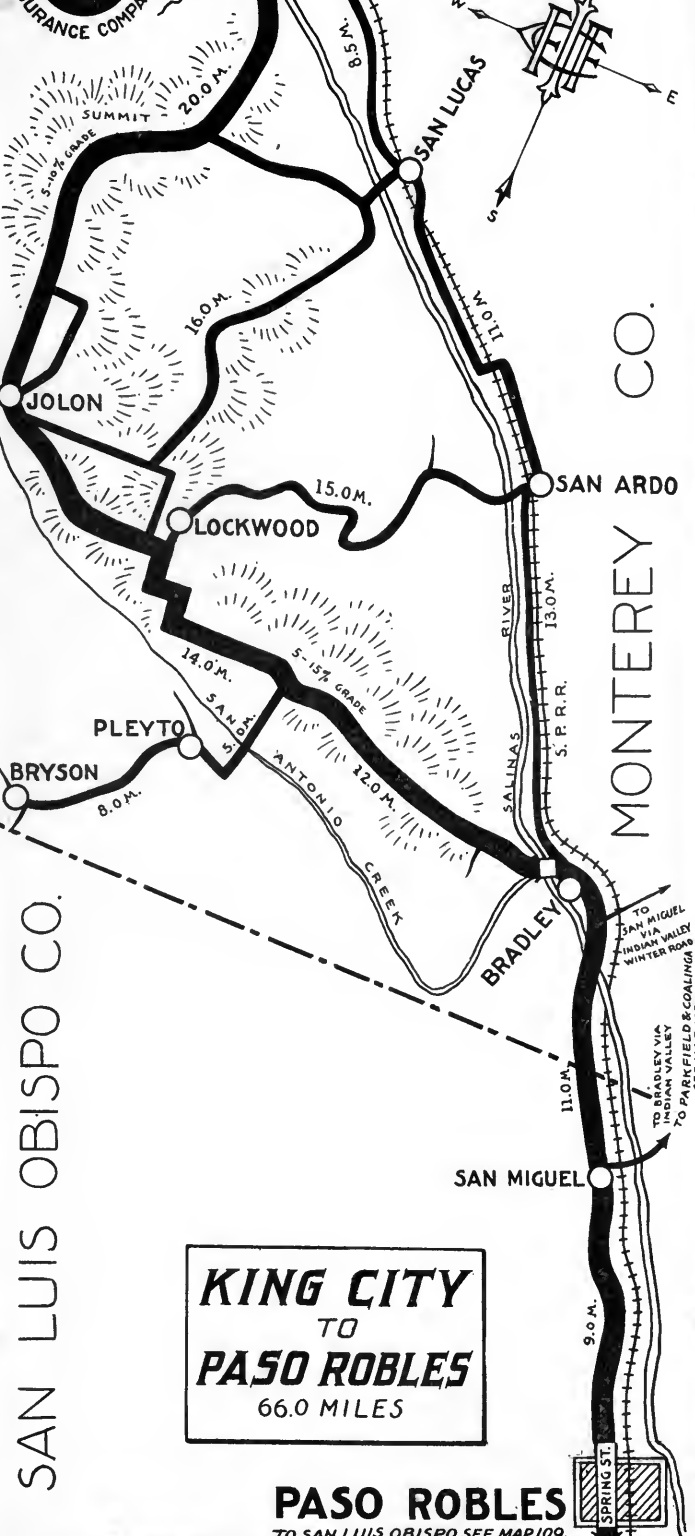 URANCE COMPA
W
E
S
8.5 M.
20.0 M.
SUMMIT
5-10% GRADE
SAN LUCAS
11.0 M.
16.0 M.
CO.
JOLON
SAN ARDO
15.0 M.
LOCKWOOD
MONTEREY
RIVER
13.0 M.
14.0 M.
5-15% GRADE
S. P. R. R.
SAN
5.0 M.
PLEYTO
BRYSON
8.0 M.
ANTONIO
12.0 M.
SALINAS
CREEK
BRADLEY
TO
SAN MIGUEL
VIA
INDIAN VALLEY
WINTER ROAD
SAN LUIS OBISPO CO.
11.0 M.
TO BRADLEY VIA
INDIAN VALLEY
TO PARKFIELD & COALINGA
SAN MIGUEL
KING CITY
TO
PASO ROBLES
66.0 MILES
9.0 M.
SPRING ST.
PASO ROBLES
TO SAN LUIS OBISPO SEE MAP 109